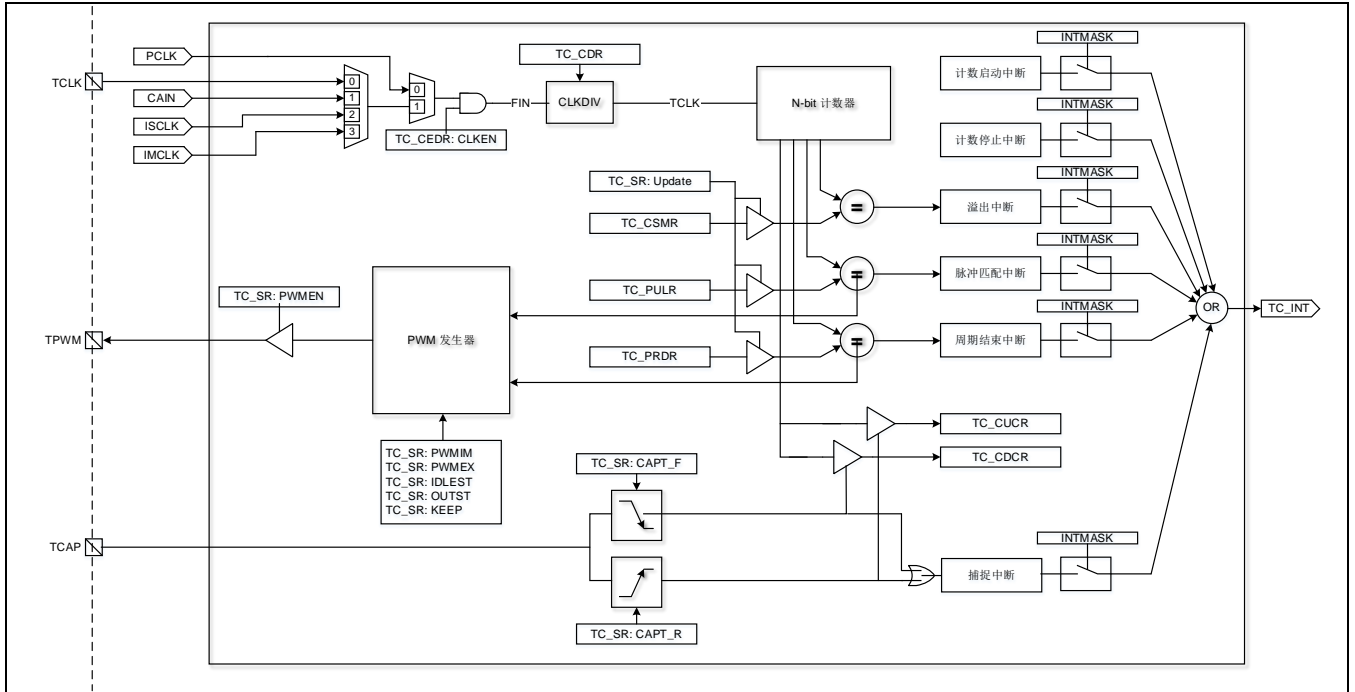 PCLK
TCLK
CAIN
ISCLK
IMCLK
0
1
2
3
0
1
TC_CEDR: CLKEN
FIN
TC_CDR
CLKDIV
TCLK
N-bit 计数器
INTMASK
计数启动中断
INTMASK
计数停止中断
TC_SR: Update
TC_CSMR
=
INTMASK
溢出中断
TC_PULR
=
INTMASK
脉冲匹配中断
TC_PRDR
=
INTMASK
周期结束中断
OR
TC_INT
TC_SR: PWMEN
TPWM
PWM 发生器
TC_SR: PWMIM
TC_SR: PWMEX
TC_SR: IDLEST
TC_SR: OUTST
TC_SR: KEEP
TC_CUCR
TC_CDCR
TC_SR: CAPT_F
TCAP
TC_SR: CAPT_R
INTMASK
捕捉中断